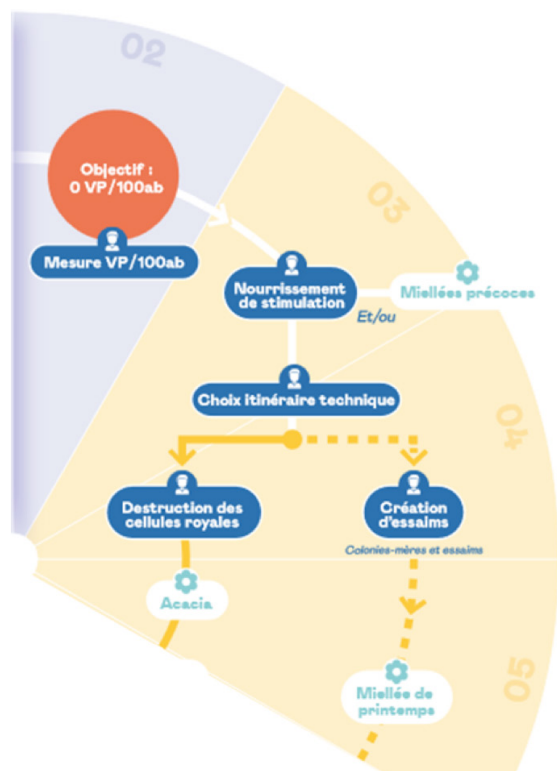 02
Objectif :
0 VP/100ab
Mesure VP/100ab
03
Nourrissement
de stimulation
Miellées précoces
Et/ou
Choix itinéraire technique
04
Destruction des
cellules royales
Création
d'essaims
Colonies-mères et essaims
Acacia
05
Miellée de
printemps